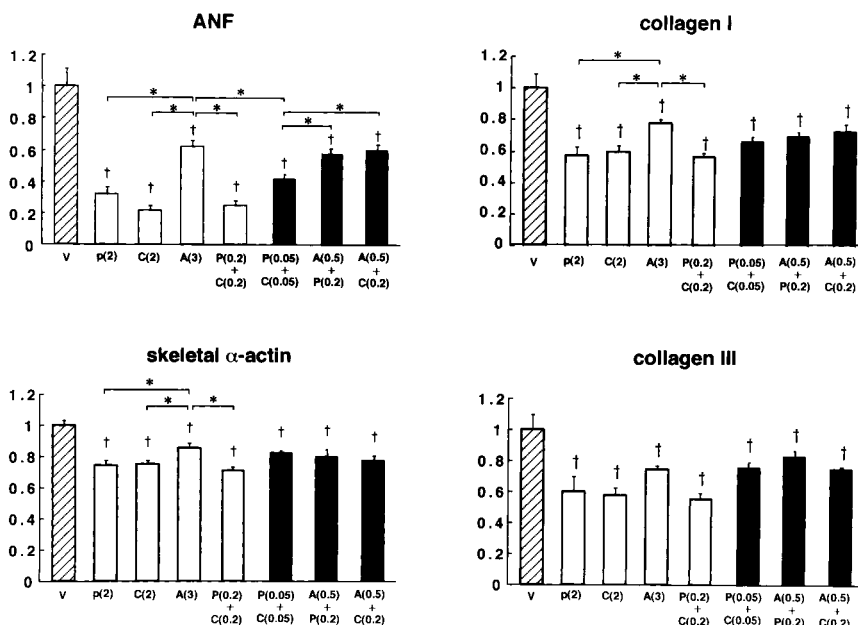 ANF
1.2
1
0.8
0.6
0.4
0.2
0
* * * * * *
† † † † † † †
V p(2) C(2) A(3) P(0.2) + C(0.2) P(0.05) + C(0.05) A(0.5) + P(0.2) A(0.5) + C(0.2)
collagen I
1.2
1
0.8
0.6
0.4
0.2
0
* * *
† † † † † † †
V p(2) C(2) A(3) P(0.2) + C(0.2) P(0.05) + C(0.05) A(0.5) + P(0.2) A(0.5) + C(0.2)
skeletal α-actin
1.2
1
0.8
0.6
0.4
0.2
0
* * *
† † † † † † †
V p(2) C(2) A(3) P(0.2) + C(0.2) P(0.05) + C(0.05) A(0.5) + P(0.2) A(0.5) + C(0.2)
collagen III
1.2
1
0.8
0.6
0.4
0.2
0
† † † † † † †
V p(2) C(2) A(3) P(0.2) + C(0.2) P(0.05) + C(0.05) A(0.5) + P(0.2) A(0.5) + C(0.2)